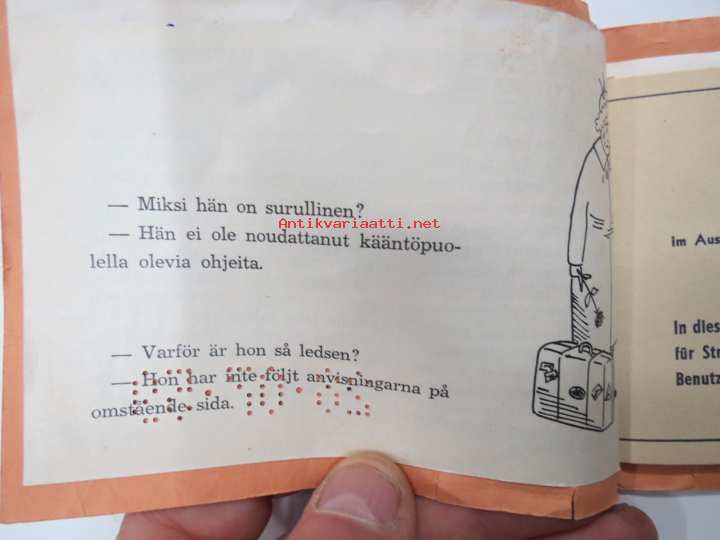 — Miksi hän on surullinen?
Antikvariaatti.net
— Hän ei ole noudattanut kääntöpuo-
lella olevia ohjeita.
— Varför är hon så ledsen?
— Hon har inte följt anvisningarna på
omstående sida.
im Aus
In dies
für Str
Benutz